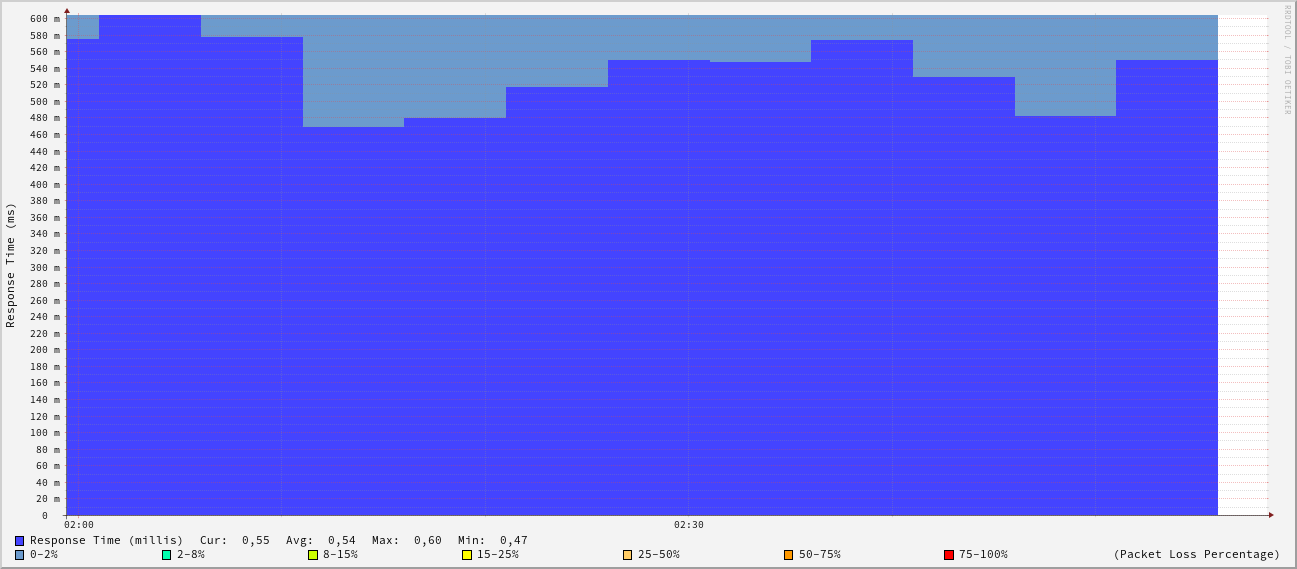 RRDTOOL / TOBI OETIKER
Response Time (ms)
600 m
580 m
560 m
540 m
520 m
500 m
480 m
460 m
440 m
420 m
400 m
380 m
360 m
340 m
320 m
300 m
280 m
260 m
240 m
220 m
200 m
180 m
160 m
140 m
120 m
100 m
80 m
60 m
40 m
20 m
0
02:00 02:30
Response Time (millis) Cur: 0,55 Avg: 0,54 Max: 0,60 Min: 0,47
0-2% 2-8% 8-15% 15-25% 25-50% 50-75% 75-100% (Packet Loss Percentage)